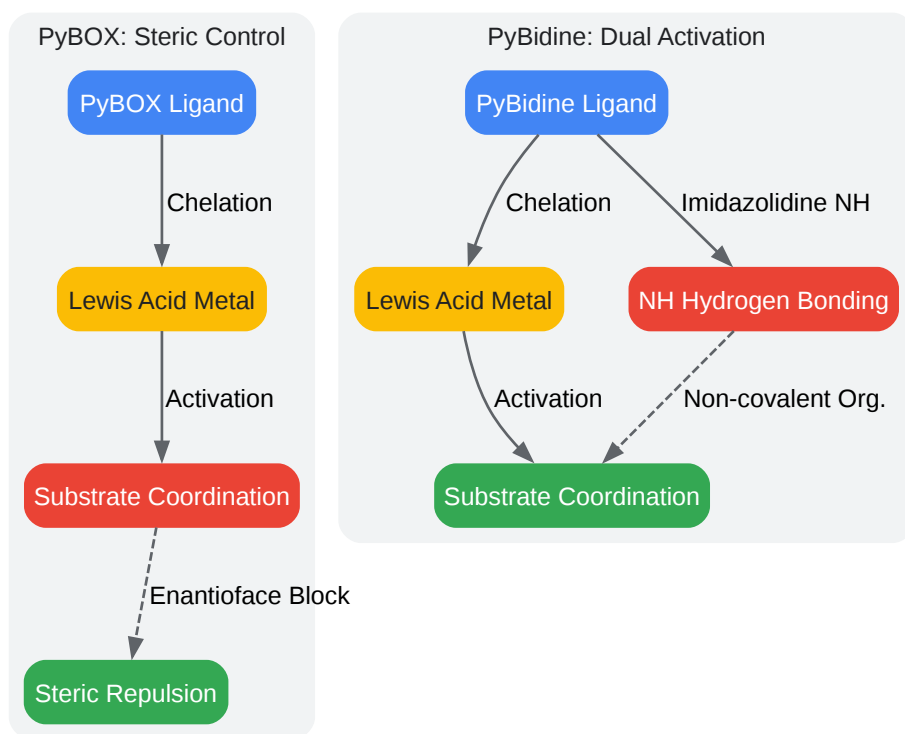 PyBOX: Steric Control
PyBOX Ligand
Chelation
Lewis Acid Metal
Activation
Substrate Coordination
Enantioface Block
Steric Repulsion
PyBidine: Dual Activation
PyBidine Ligand
Chelation
Imidazolidine NH
Lewis Acid Metal
NH Hydrogen Bonding
Activation
Non-covalent Org.
Substrate Coordination